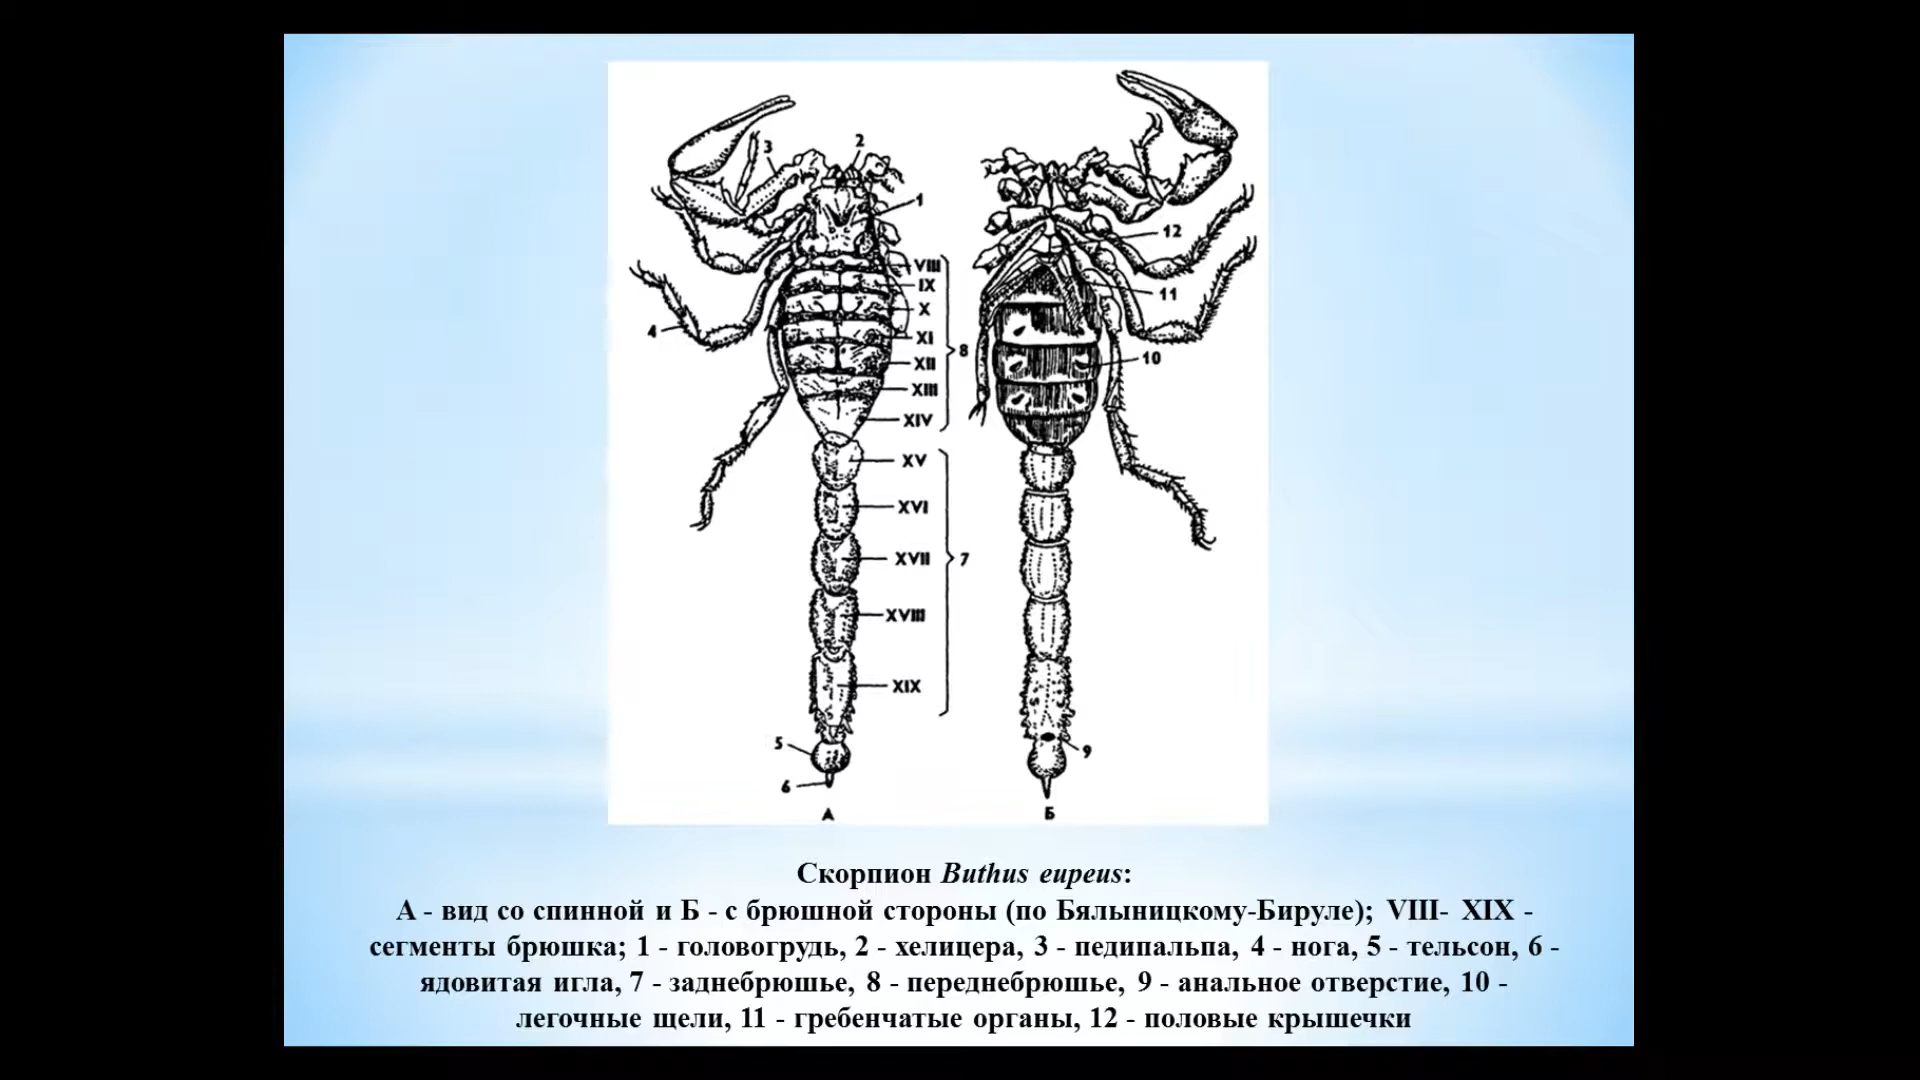 2
3
1
12
VIII
IX
11
X
4
XI
8
10
XII
XIII
XIV
XV
XVI
XVII
7
XVIII
XIX
5
9
6
А
Б
Скорпион Buthus eupeus:
А - вид со спинной и Б - с брюшной стороны (по Бялыницкому-Бируле); VIII- XIX -
сегменты брюшка; 1 - головогрудь, 2 - хелицера, 3 - педипальпа, 4 - нога, 5 - тельсон, 6 -
ядовитая игла, 7 - заднебрюшье, 8 - переднебрюшье, 9 - анальное отверстие, 10 -
легочные щели, 11 - гребенчатые органы, 12 - половые крышечки